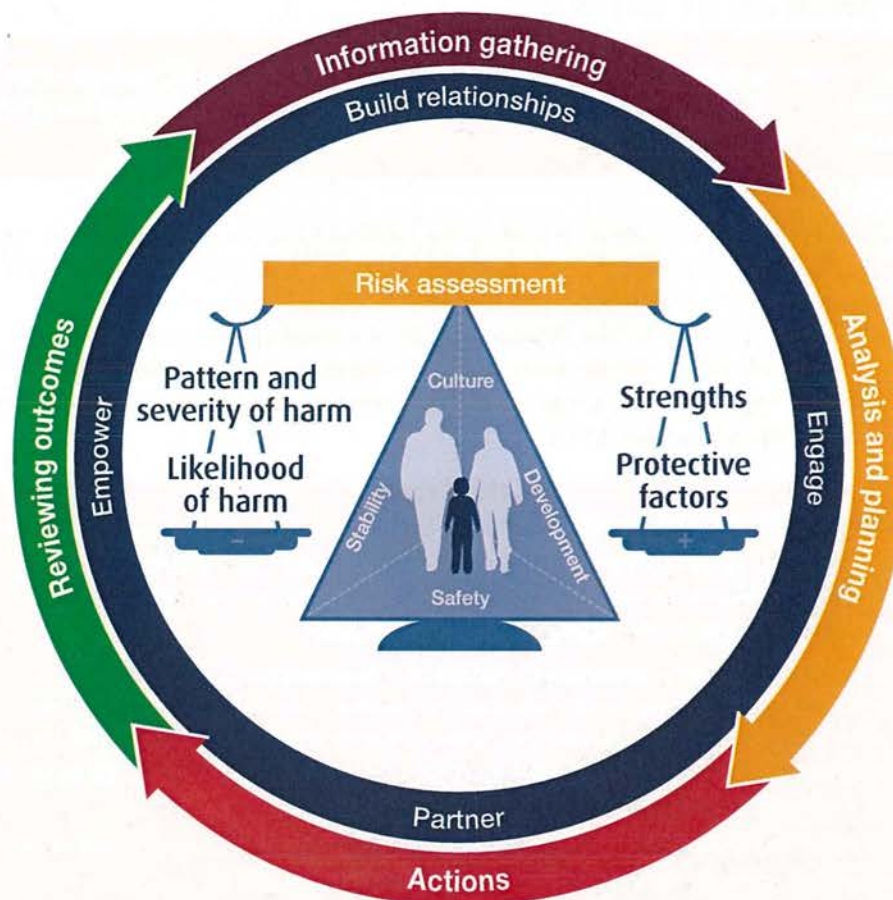 Information gathering
Build relationships
Risk assessment
Pattern and
severity of harm
Likelihood
of harm
-
Culture
Stability
Development
Safety
Strengths
Protective
factors
+
Empower
Engage
Partner
Reviewing outcomes
Analysis and planning
Actions